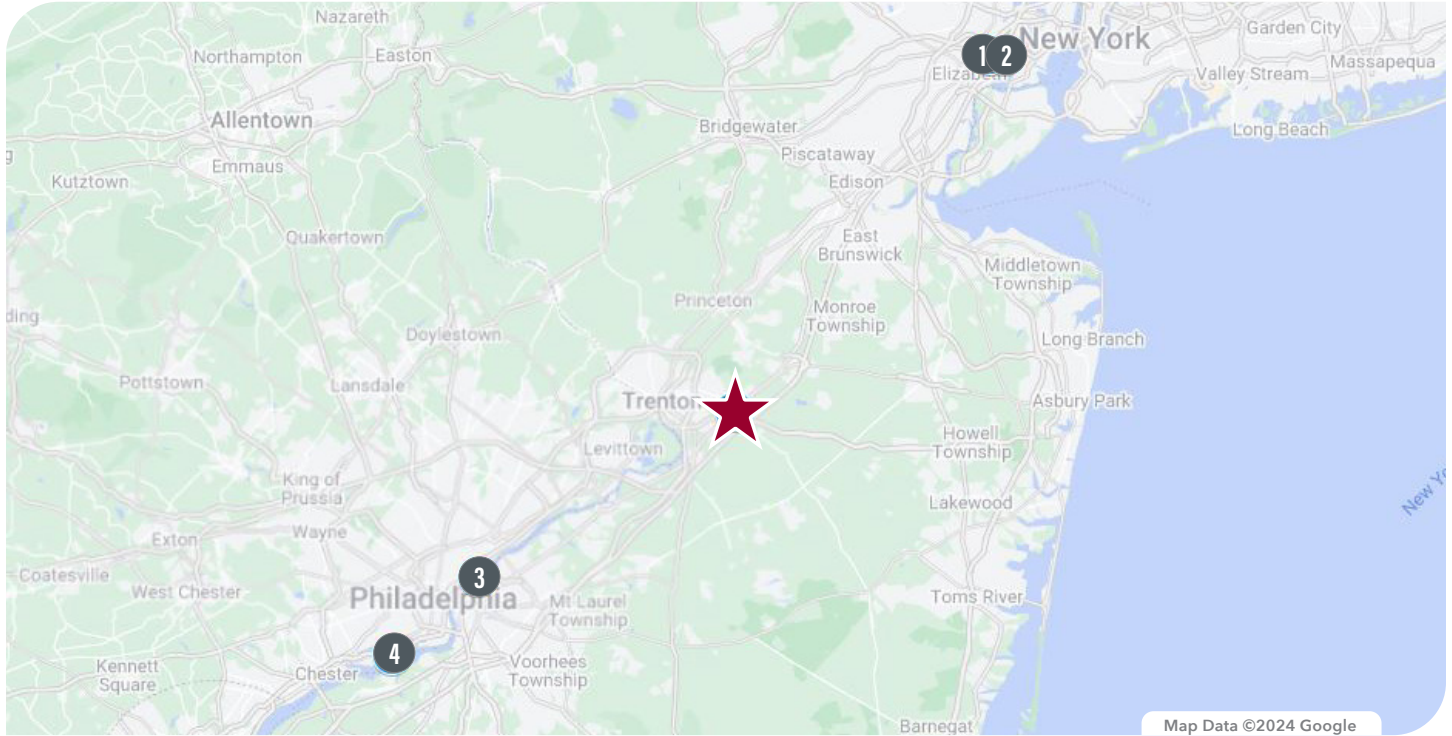 Nazareth
Northampton
Easton
1
2
New York
Elizabeth
Garden City
Massapequa
Valley Stream
Long Beach
Allentown
Emmaus
Kutztown
Bridgewater
Piscataway
Edison
Quakertown
East
Brunswick
Middletown
Township
Princeton
Monroe
Township
ding
Doylestown
Long Branch
Pottstown
Lansdale
Trenton
Asbury Park
Levittown
Howell
Township
King of
Prussia
Lakewood
New Yo
Wayne
Exton
Coatesville
West Chester
3
Philadelphia
Mt Laurel
Township
Toms River
4
Kennett
Square
Chester
Voorhees
Township
Barnegat
Map Data ©2024 Google